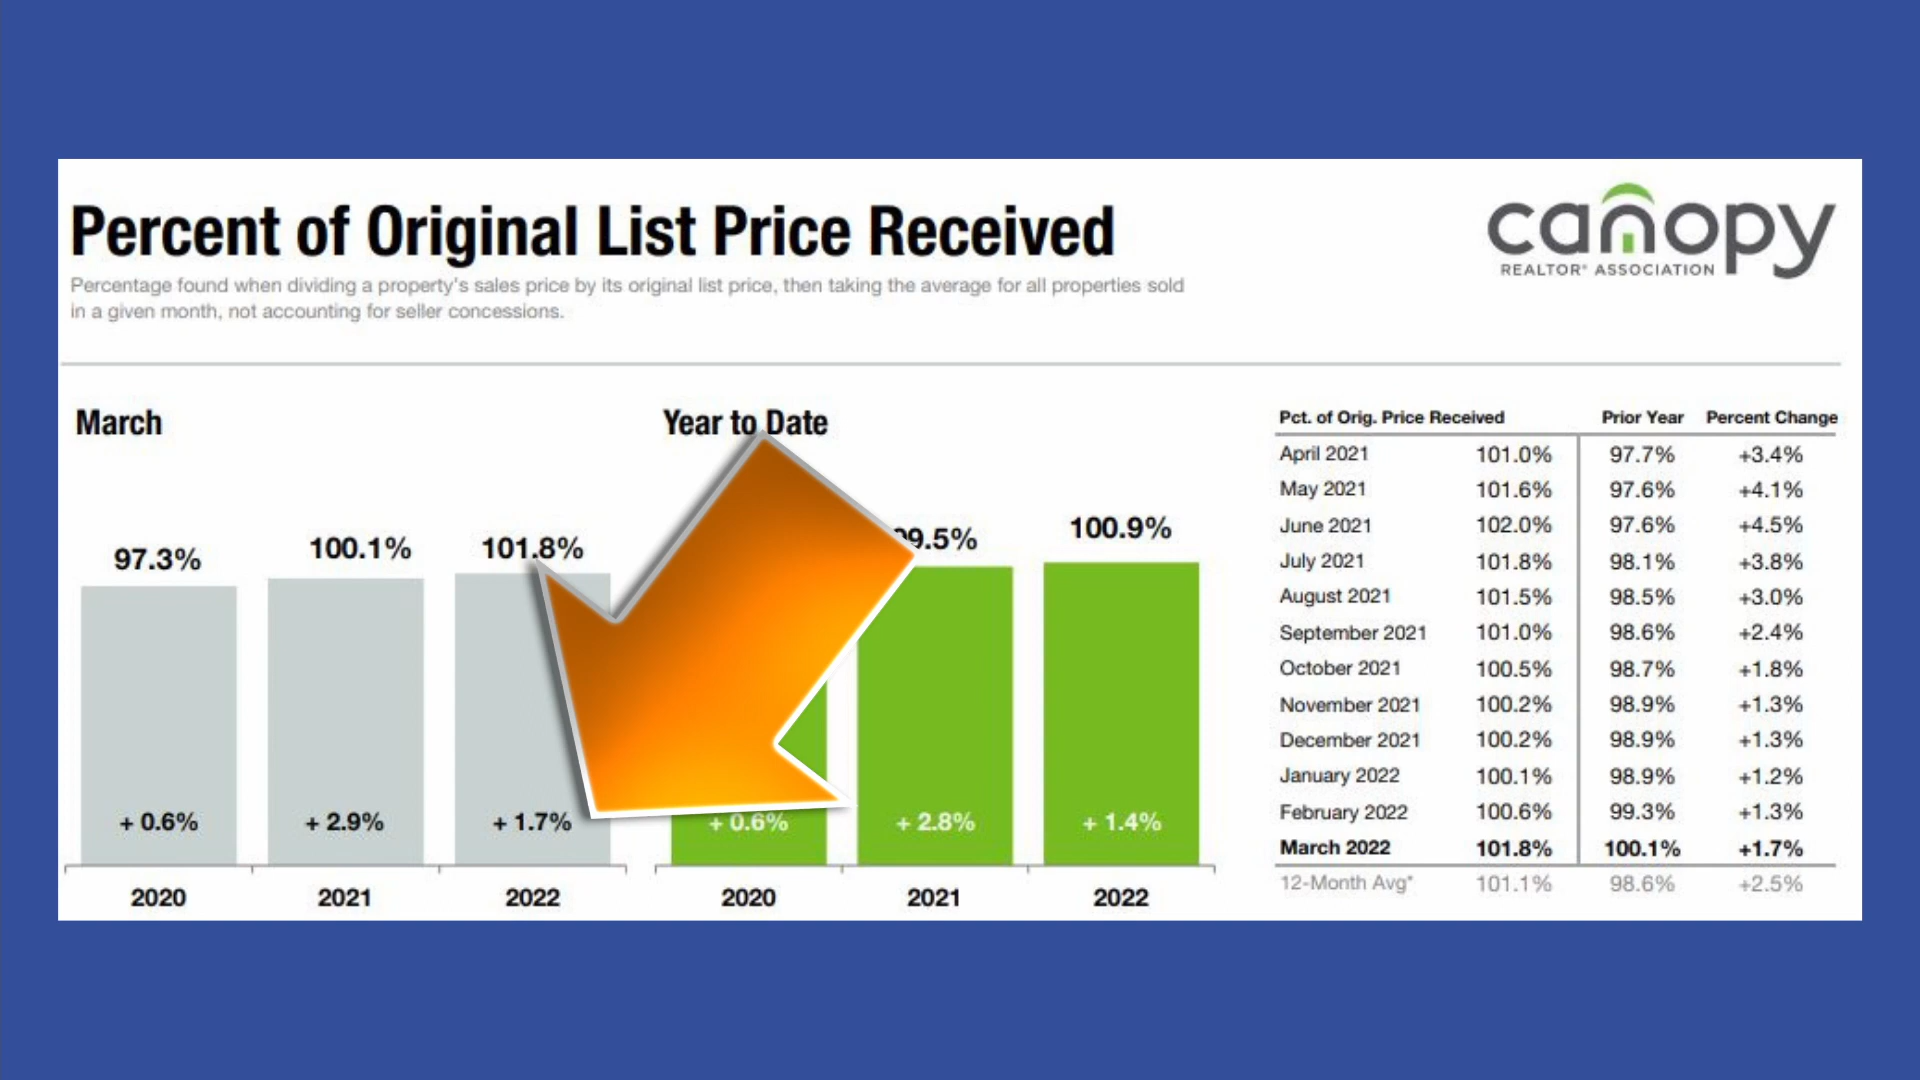 Percent of Original List Price Received
canopy
REALTOR® ASSOCIATION
Percentage found when dividing a property's sales price by its original list price, then taking the average for all properties sold
in a given month, not accounting for seller concessions.
March
97.3% 100.1% 101.8%
+ 0.6% + 2.9% + 1.7%
2020 2021 2022
Year to Date
9.5% 100.9%
+ 0.6% + 2.8% + 1.4%
2020 2021 2022
Pct. of Orig. Price Received Prior Year Percent Change
April 2021 101.0% 97.7% +3.4%
May 2021 101.6% 97.6% +4.1%
June 2021 102.0% 97.6% +4.5%
July 2021 101.8% 98.1% +3.8%
August 2021 101.5% 98.5% +3.0%
September 2021 101.0% 98.6% +2.4%
October 2021 100.5% 98.7% +1.8%
November 2021 100.2% 98.9% +1.3%
December 2021 100.2% 98.9% +1.3%
January 2022 100.1% 98.9% +1.2%
February 2022 100.6% 99.3% +1.3%
March 2022 101.8% 100.1% +1.7%
12-Month Avg* 101.1% 98.6% +2.5%